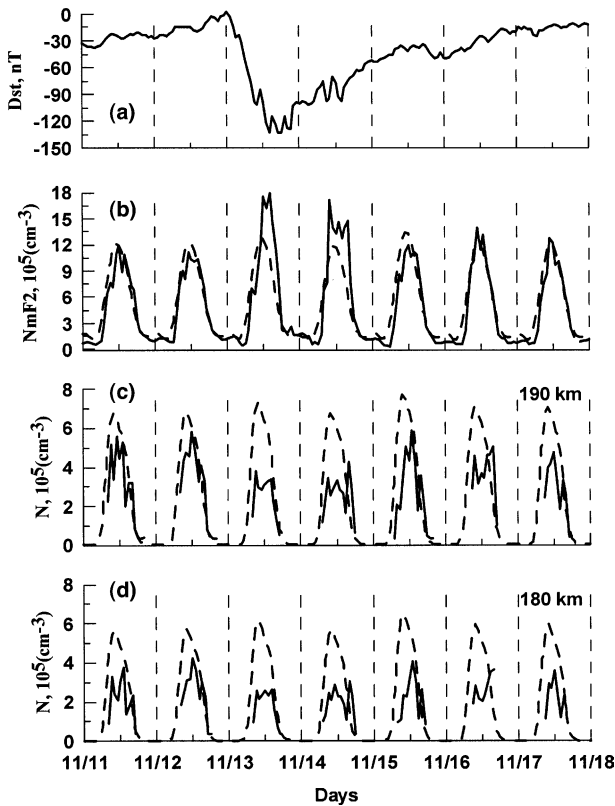 0
-30
-60
-90
-120
-150
Dst, nT
(a)
18
15
12
9
6
3
0
NmF2, 10⁵(cm⁻³)
(b)
8
6
4
2
0
N, 10⁵(cm⁻³)
(c)
190 km
8
6
4
2
0
N, 10⁵(cm⁻³)
(d)
180 km
11/11 11/12 11/13 11/14 11/15 11/16 11/17 11/18
Days